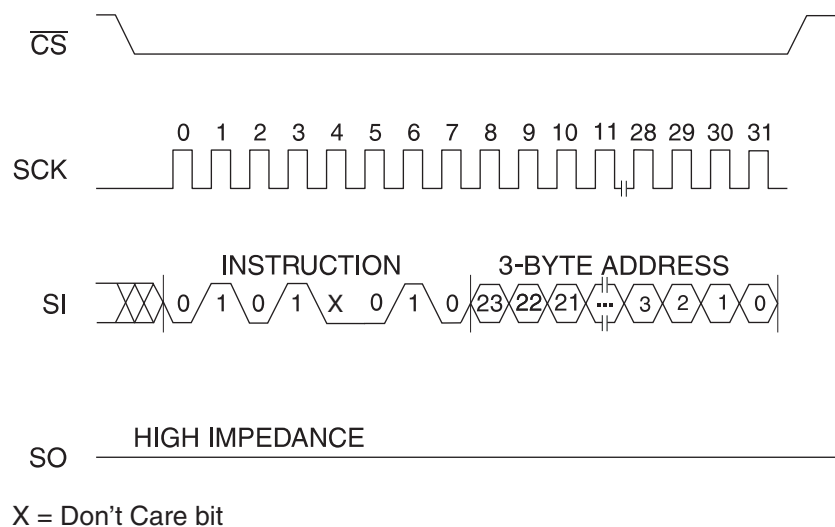 CS
0 1 2 3 4 5 6 7 8 9 10 11 28 29 30 31
SCK
INSTRUCTION 3-BYTE ADDRESS
SI 0 1 0 1 X 0 1 0 23 22 21 ... 3 2 1 0
HIGH IMPEDANCE
SO
X = Don't Care bit